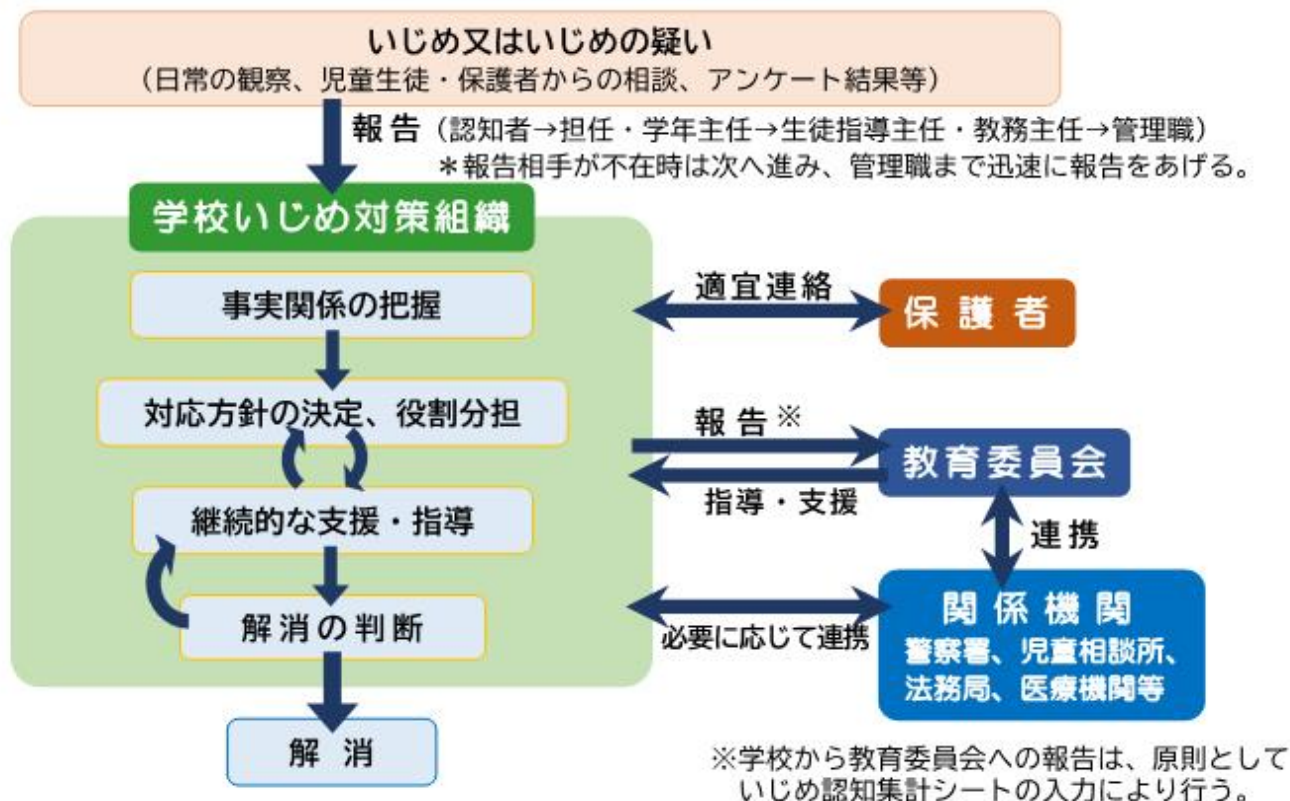 いじめ又はいじめの疑い
（日常の観察、児童生徒・保護者からの相談、アンケート結果等）
報告（認知者→担任・学年主任→生徒指導主任・教務主任→管理職）
＊報告相手が不在時は次へ進み、管理職まで迅速に報告をあげる。
学校いじめ対策組織
事実関係の把握
適宜連絡
保護者
対応方針の決定、役割分担
報告※
教育委員会
指導・支援
継続的な支援・指導
連携
解消の判断
必要に応じて連携
関係機関
警察署、児童相談所、
法務局、医療機関等
解消
※学校から教育委員会への報告は、原則として
いじめ認知集計シートの入力により行う。